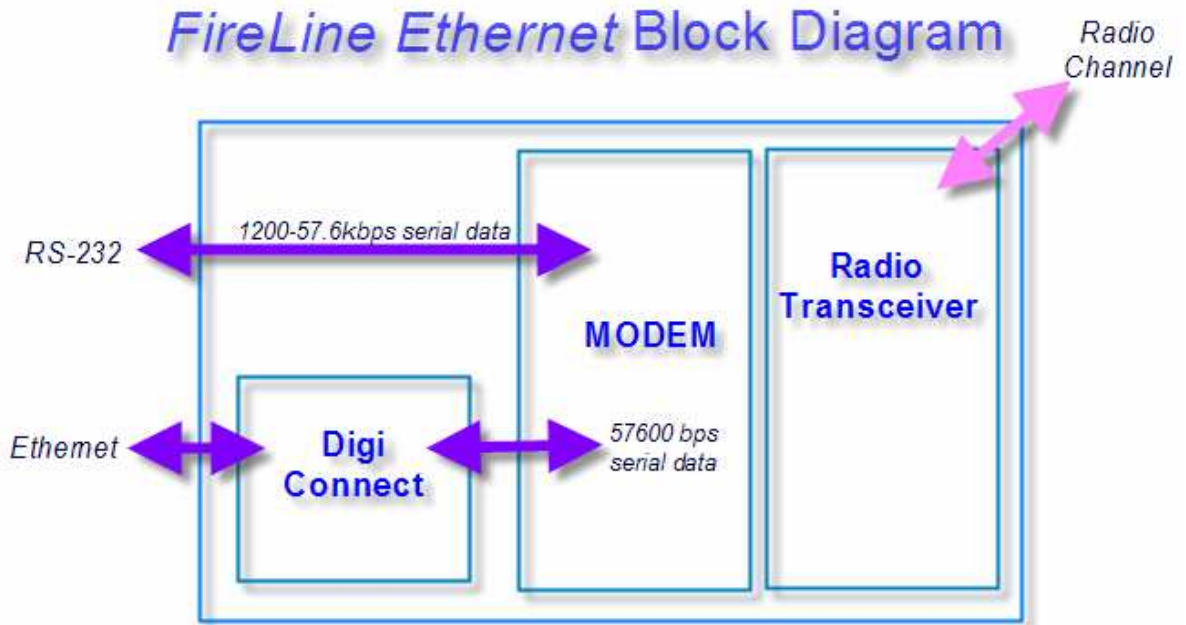 FireLine Ethernet Block Diagram
Radio
Channel
1200-57.6kbps serial data
RS-232
Radio
Transceiver
MODEM
Ethernet
Digi
Connect
57600 bps
serial data